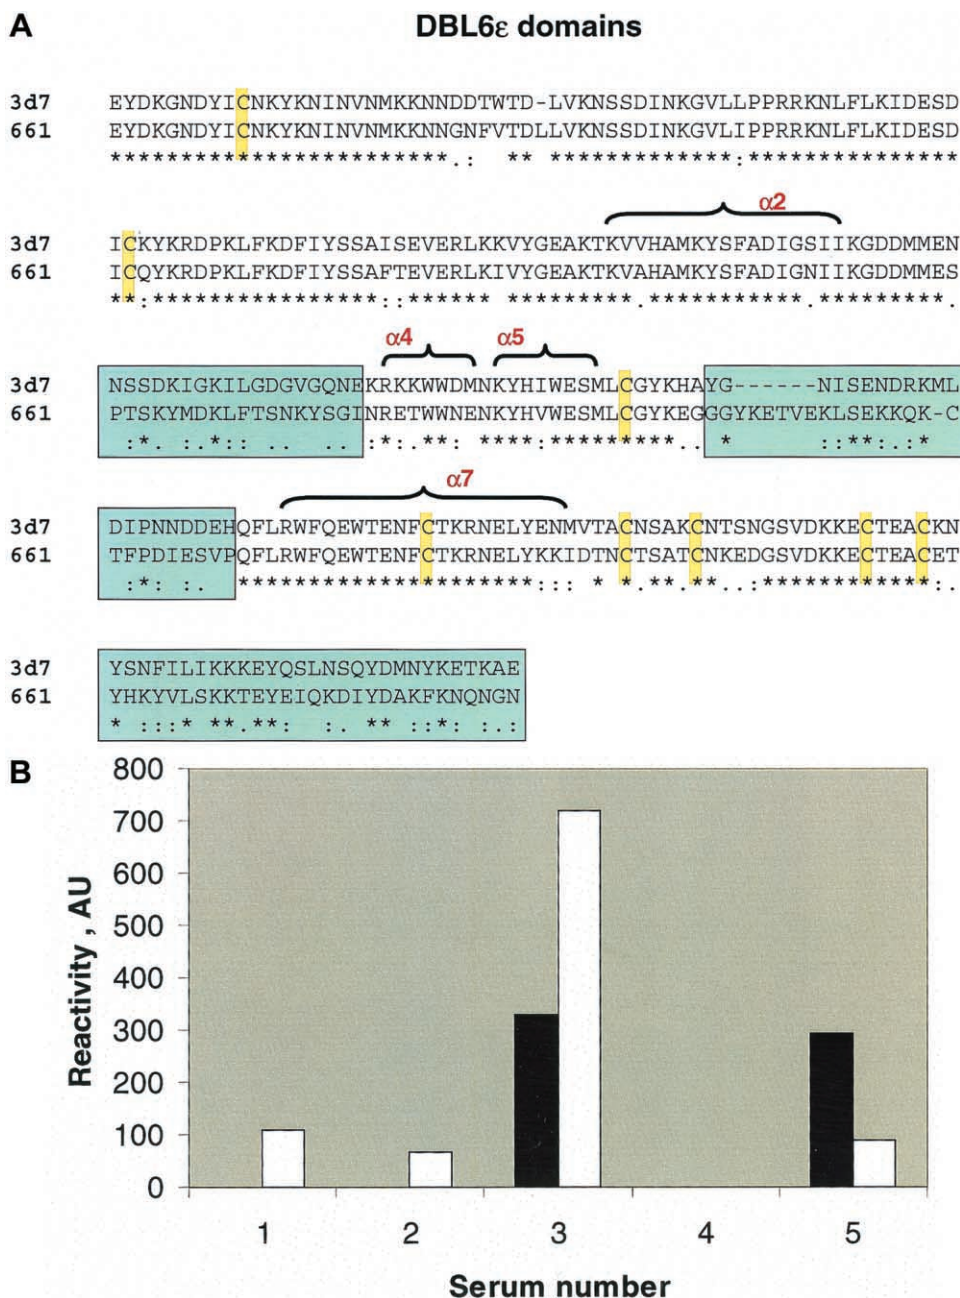 A
DBL6ε domains
3d7 EYDKGNDYICNKYKNINVNMKKNNDDTWTD-LVKNSSDINKGVLLPPRRKNLFLKIDESD
661 EYDKGNDYICNKYKNINVNMKKNNGNFVTDLLVKNSSDINKGVLIPPRRKNLFLKIDESD
************************.: ** *************:****************
α2
3d7 ICKYKRDPKLFKDFIYSSAISEVERLKKVYGEAKTKVVHAMKYSFADIGSIIKGDDMMEN
661 ICQYKRDPKLFKDFIYSSAFTEVERLKIVYGEAKTKVAHAMKYSFADIGNIIKGDDMMES
**:****************::****** *********.***********.*********.
α4 α5
3d7 NSSDKIGKILGDGVGQNEKRKKWWDMNKYHIWESMLCGYKHAYG------NISENDRKML
661 PTSKYMDKLFTSNKYSGINRETWWNENKYHVWESMLCGYKEGGGYKETVEKLSEKKQK-C
:*. :.*:: .. .. :*: **: ****:*********.. * ::**:.:*
α7
3d7 DIPNNDDEHQFLRWFQEWTENFCTKRNELYENMVTACNSAKCNTSNGSVDKKECTEACKN
661 TFPDIESVPQFLRWFQEWTENFCTKRNELYKKIDTNCTSATCNKEDGSVDKKECTEACET
:*: :. *********************::: * *.**.**..:************:.
3d7 YSNFILIKKKEYQSLNSQYDMNYKETKAE
661 YHKYVLSKKTEYEIQKDIYDAKFKNQNGN
* :::* **.**: :. ** ::*: :.:
B
800
700
600
500
400
300
200
100
0
Reactivity, AU
1 2 3 4 5
Serum number